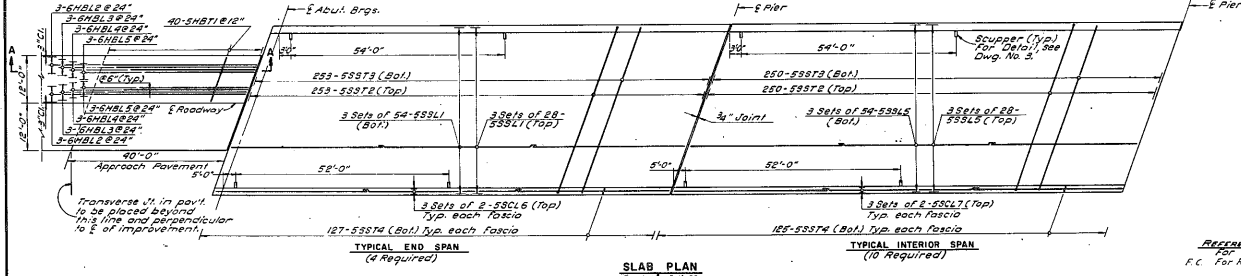 3-6HBL2@24"
3-6HBL3@24"
3-6HBL4@24"
3-6HBL5@24"
40-5HBT1@12"
℄ Abut. Brgs.
℄ Pier
℄ Pier
A
A
3"Cl.
12'-0"
12'-0"
3"Cl.
1@6"(Typ.)
℄ Roadway
3-6HBL5@24"
3-6HBL4@24"
3-6HBL3@24"
3-6HBL2@24"
3'0"
54'-0"
3'0"
54'-0"
Scupper (Typ.)
For Detail, see
Dwg. No. 9.
253-5SST3 (Bot.)
253-5SST2 (Top)
250-5SST3 (Bot.)
250-5SST2 (Top)
3 Sets of 54-5SSL1
(Bot.)
3 Sets of 28-
5SSL1 (Top)
3/4" Joint
3 Sets of 54-5SSL5
(Bot.)
3 Sets of 28-
5SSL5 (Top)
40'-0"
Approach Pavement
5'-0"
52'-0"
5'-0"
52'-0"
Transverse Jt. in pav't.
to be placed beyond
this line and perpendicular
to ℄ of improvement.
3 Sets of 2-5SCL6 (Top)
Typ. each Fascia
3 Sets of 2-5SCL7 (Top)
Typ. each Fascia
127-5SST4 (Bot.) Typ. each Fascia
125-5SST4 (Bot.) Typ. each Fascia
TYPICAL END SPAN
(4 Required)
TYPICAL INTERIOR SPAN
(10 Required)
SLAB PLAN
For
F.C. For